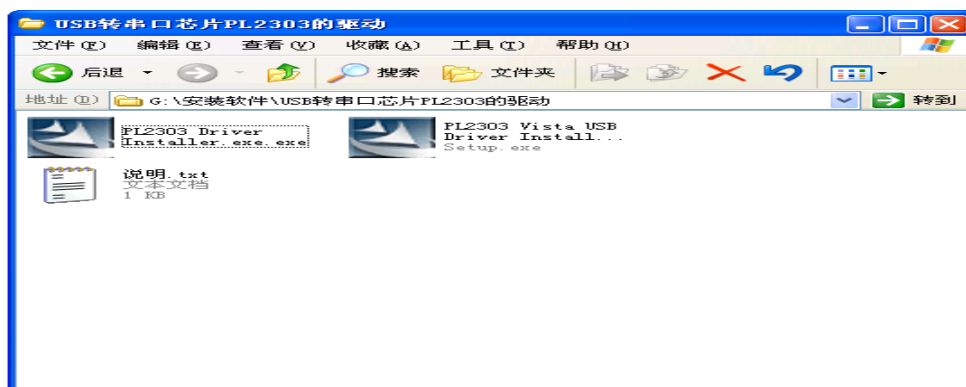 USB转串口芯片PL2303的驱动
文件(F) 编辑(E) 查看(V) 收藏(A) 工具(T) 帮助(H)
后退 搜索 文件夹
地址(D) G:\安装软件\USB转串口芯片PL2303的驱动 转到
PL2303 Driver
Installer.exe.exe
PL2303 Vista USB
Driver Install...
Setup.exe
说明.txt
文本文档
1 KB